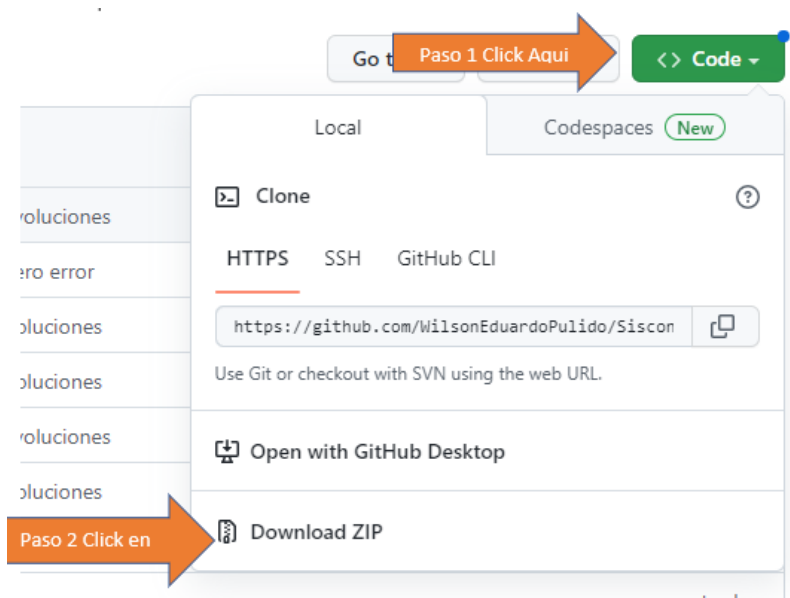 Go t
Paso 1 Click Aqui
<> Code
Local
Codespaces New
Clone
HTTPS SSH GitHub CLI
https://github.com/WilsonEduardoPulido/Siscon
Use Git or checkout with SVN using the web URL.
Open with GitHub Desktop
Download ZIP
Paso 2 Click en
voluciones
ero error
oluciones
oluciones
voluciones
oluciones